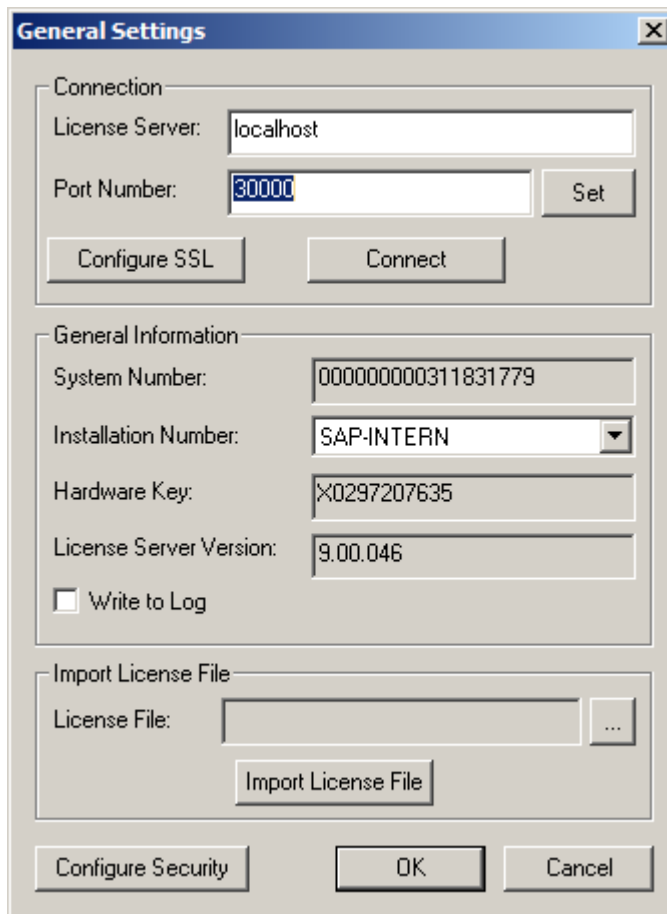 General Settings
Connection
License Server: localhost
Port Number: 30000 Set
Configure SSL Connect
General Information
System Number: 000000000311831779
Installation Number: SAP-INTERN
Hardware Key: X0297207635
License Server Version: 9.00.046
Write to Log
Import License File
License File: ...
Import License File
Configure Security OK Cancel